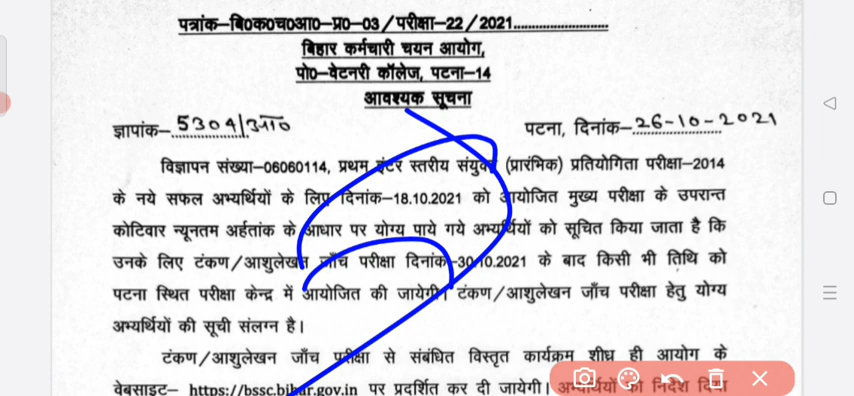 पत्रांक–बि०क०च०आ०–प्र०–03/परीक्षा–22/2021..........................
बिहार कर्मचारी चयन आयोग,
पो०–वेटनरी कॉलेज, पटना–14
आवश्यक सूचना
ज्ञापांक– 5304/आ० पटना, दिनांक–26-10-2021
विज्ञापन संख्या–06060114, प्रथम इंटर स्तरीय संयुक्त (प्रारंभिक) प्रतियोगिता परीक्षा–2014
के नये सफल अभ्यर्थियों के लिए दिनांक–18.10.2021 को आयोजित मुख्य परीक्षा के उपरान्त
कोटिवार न्यूनतम अर्हतांक के आधार पर योग्य पाये गये अभ्यर्थियों को सूचित किया जाता है कि
उनके लिए टंकण/आशुलेखन जाँच परीक्षा दिनांक–30.10.2021 के बाद किसी भी तिथि को
पटना स्थित परीक्षा केन्द्र में आयोजित की जायेगी। टंकण/आशुलेखन जाँच परीक्षा हेतु योग्य
अभ्यर्थियों की सूची संलग्न है।
टंकण/आशुलेखन जाँच परीक्षा से संबंधित विस्तृत कार्यक्रम शीघ्र ही आयोग के
वेबसाइट– https://bssc.bihar.gov.in पर प्रदर्शित कर दी जायेगी। अभ्यर्थियों को निर्देश दिया